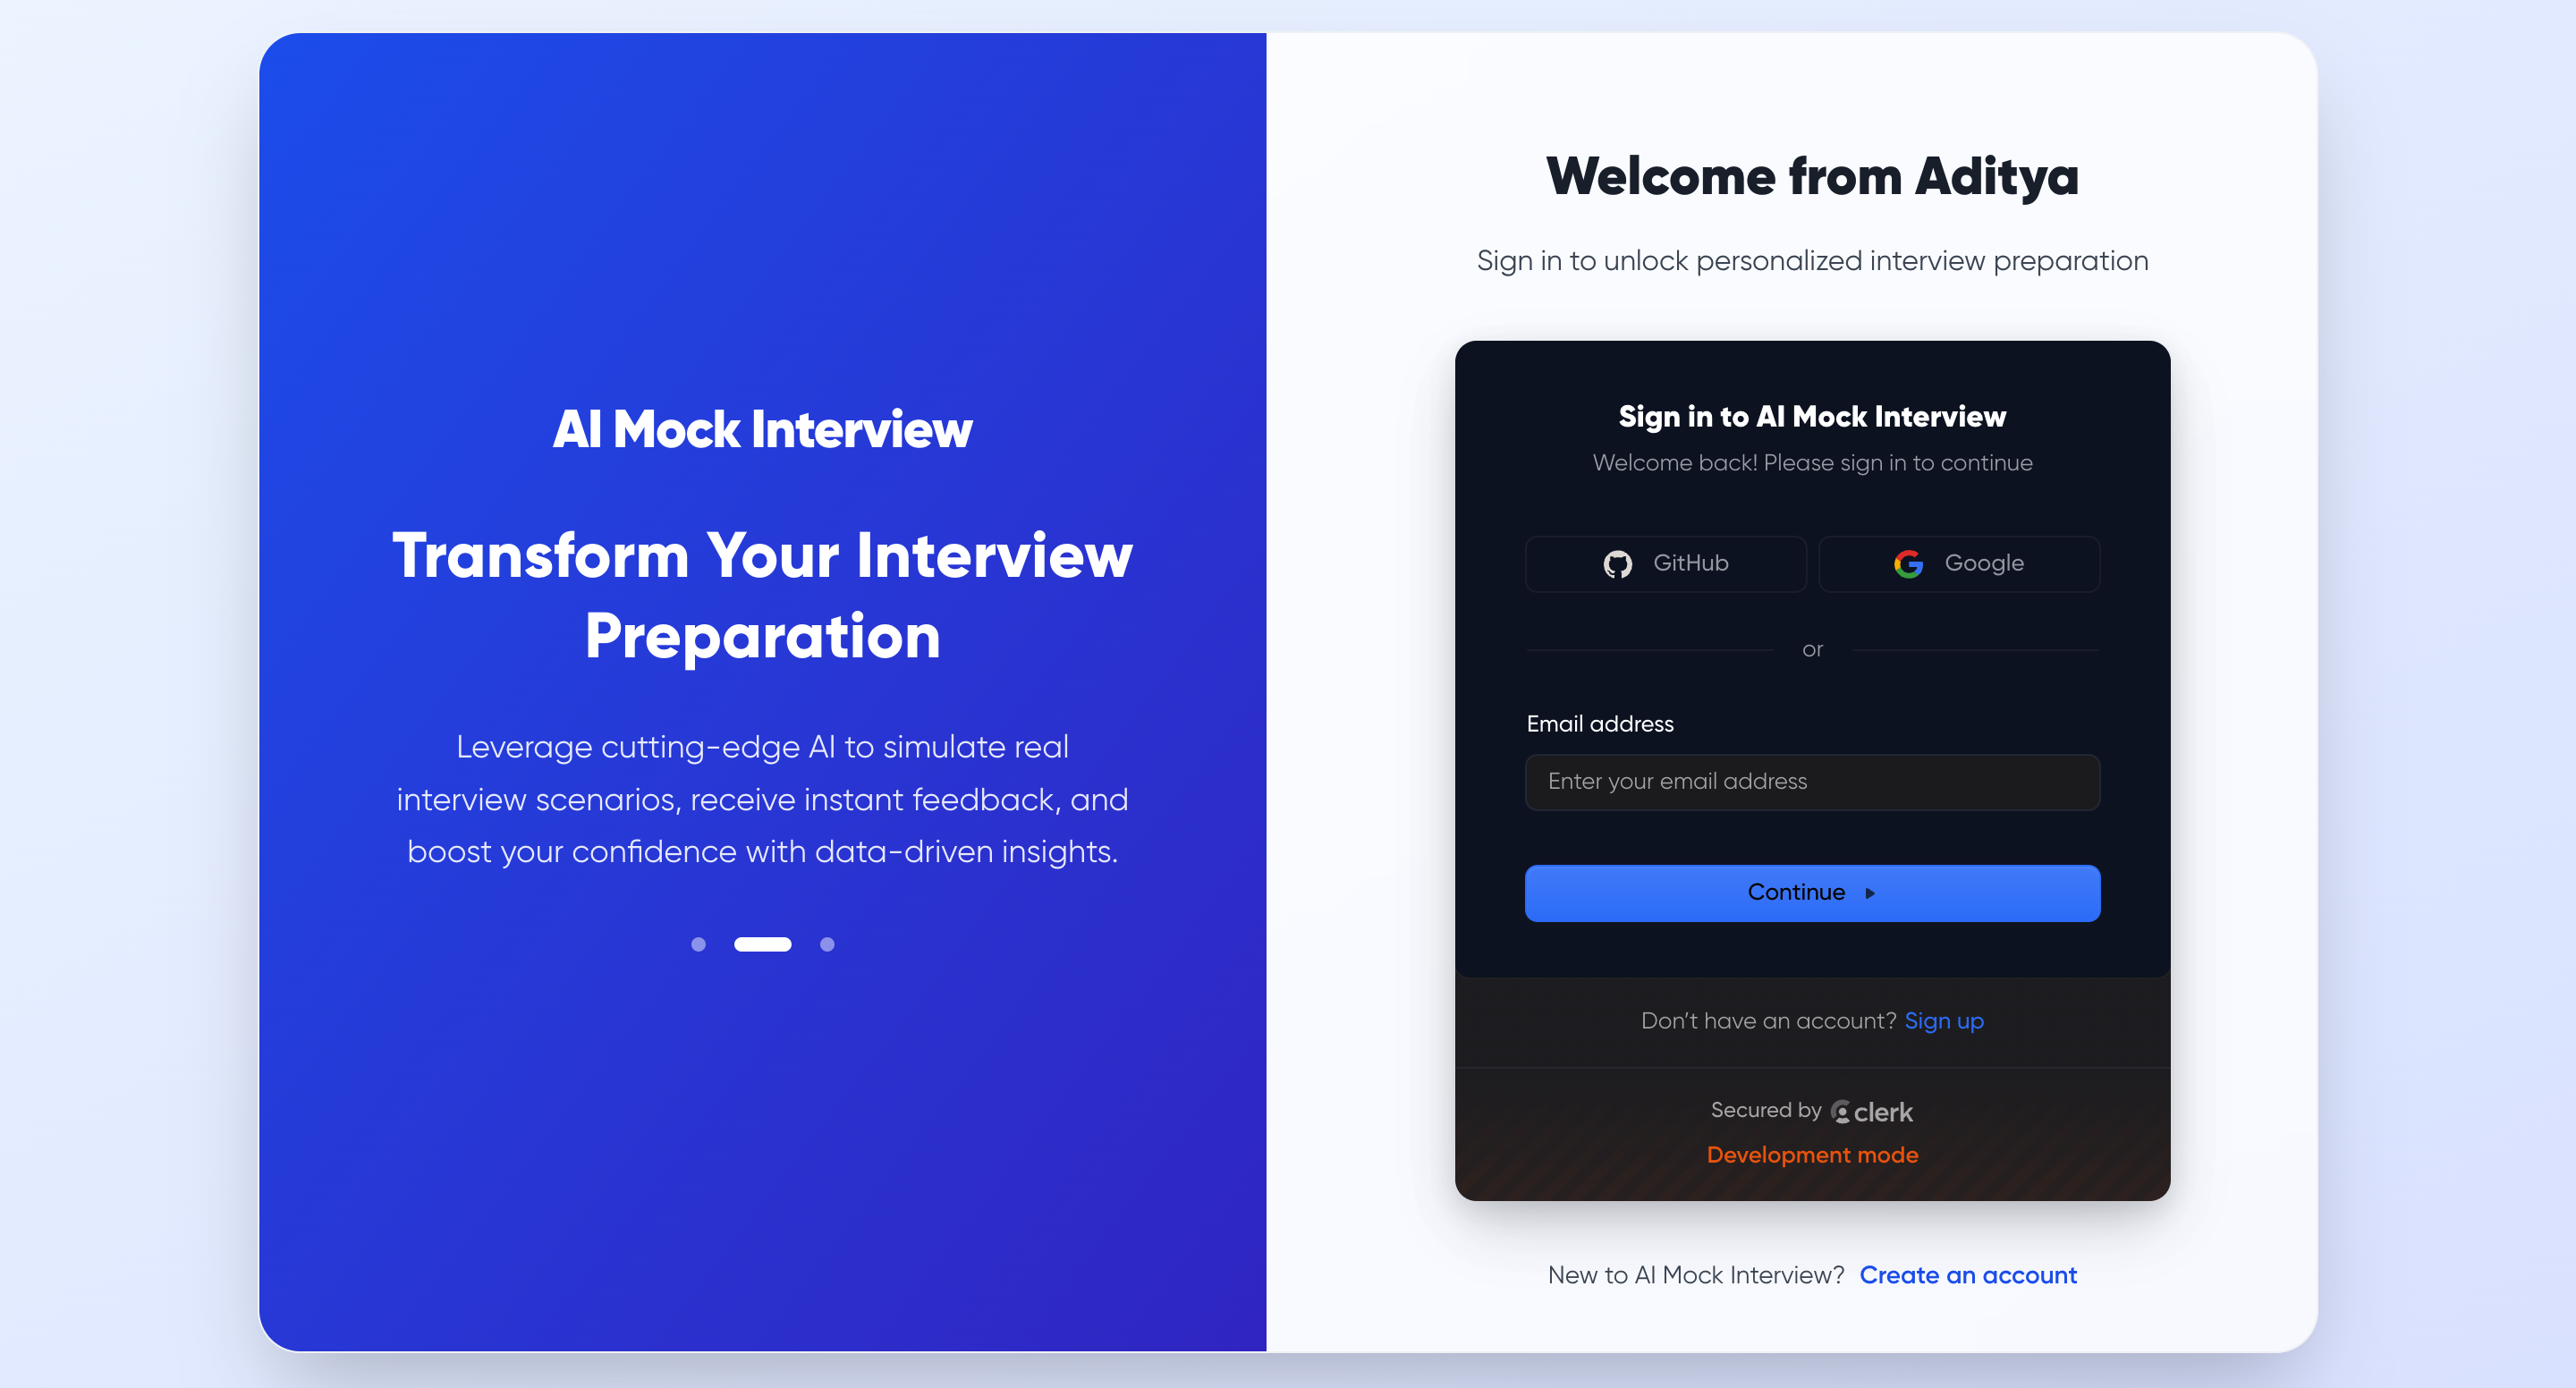 AI Mock Interview
Transform Your Interview
Preparation
Leverage cutting-edge AI to simulate real
interview scenarios, receive instant feedback, and
boost your confidence with data-driven insights.
Welcome from Aditya
Sign in to unlock personalized interview preparation
Sign in to AI Mock Interview
Welcome back! Please sign in to continue
GitHub
Google
or
Email address
Enter your email address
Continue
Don’t have an account? Sign up
Secured by clerk
Development mode
New to AI Mock Interview? Create an account